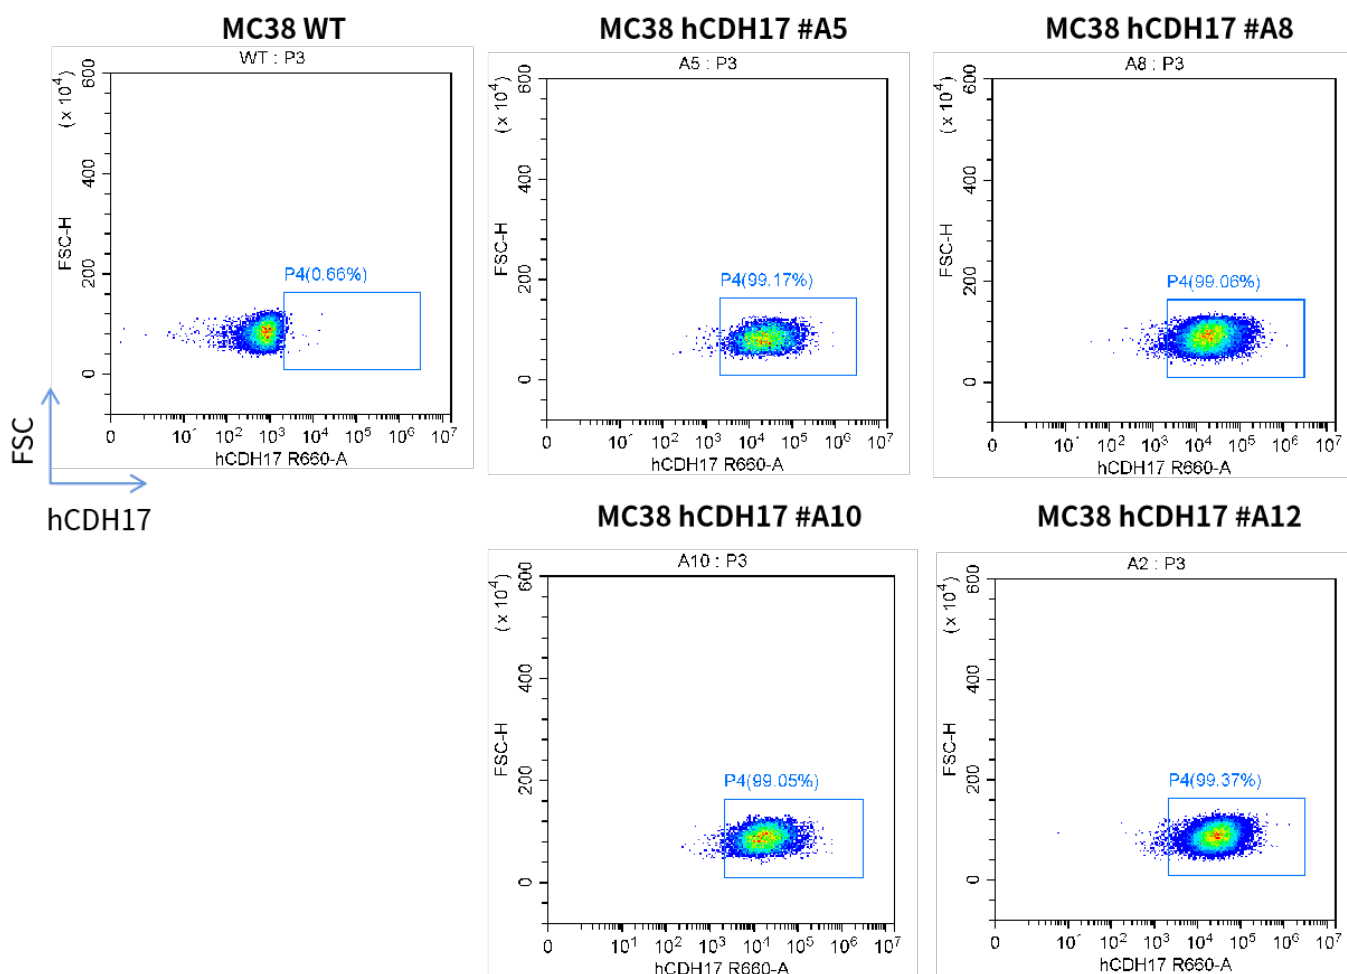 MC38 WT
WT : P3
(x 10⁴)
600
400
200
0
FSC-H
P4(0.66%)
0 10¹ 10² 10³ 10⁴ 10⁵ 10⁶ 10⁷
hCDH17 R660-A
MC38 hCDH17 #A5
A5 : P3
(x 10⁴)
600
400
200
0
FSC-H
P4(99.17%)
0 10¹ 10² 10³ 10⁴ 10⁵ 10⁶ 10⁷
hCDH17 R660-A
MC38 hCDH17 #A8
A8 : P3
(x 10⁴)
600
400
200
0
FSC-H
P4(99.06%)
0 10¹ 10² 10³ 10⁴ 10⁵ 10⁶ 10⁷
hCDH17 R660-A
FSC
hCDH17
MC38 hCDH17 #A10
A10 : P3
(x 10⁴)
600
400
200
0
FSC-H
P4(99.05%)
0 10¹ 10² 10³ 10⁴ 10⁵ 10⁶ 10⁷
hCDH17 R660-A
MC38 hCDH17 #A12
A2 : P3
(x 10⁴)
600
400
200
0
FSC-H
P4(99.37%)
0 10¹ 10² 10³ 10⁴ 10⁵ 10⁶ 10⁷
hCDH17 R660-A